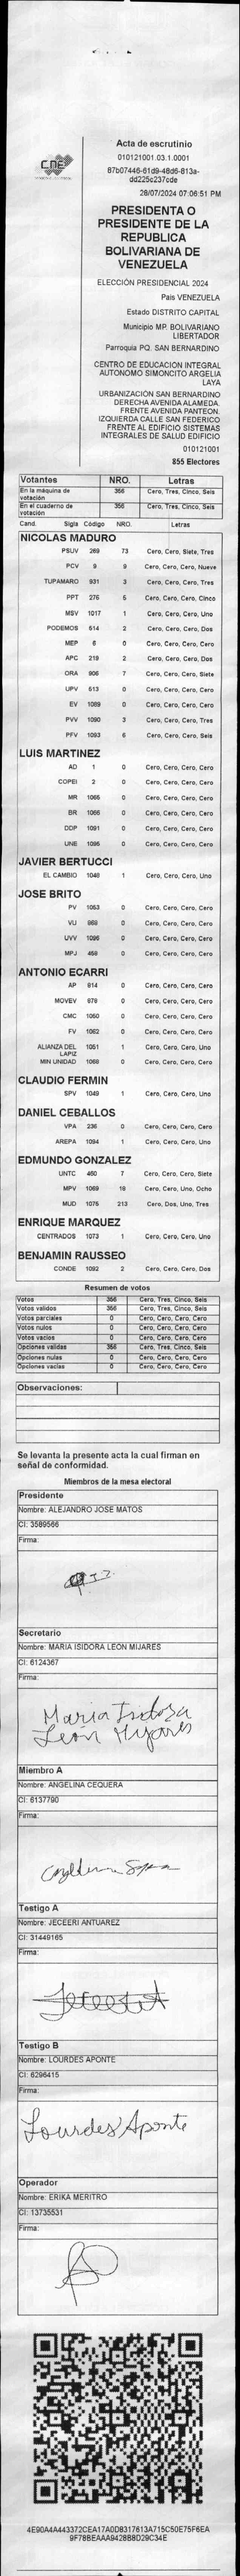 CNE
Acta de escrutinio
010121001.03.1.0001
67b07446-61d9-48d6-813a-
dd225c237cde
28/07/2024 07:06:51 PM
PRESIDENTA O
PRESIDENTE DE LA
REPUBLICA
BOLIVARIANA DE
VENEZUELA
ELECCIÓN PRESIDENCIAL 2024
Pais VENEZUELA
Estado DISTRITO CAPITAL
Municipio MP. BOLIVARIANO
LIBERTADOR
Parroquia PQ. SAN BERNARDINO
CENTRO DE EDUCACION INTEGRAL
AUTONOMO SIMONCITO ARGELIA
LAYA
URBANIZACIÓN SAN BERNARDINO
DERECHA AVENIDA ALAMEDA.
FRENTE AVENIDA PANTEON.
IZQUIERDA CALLE SAN FEDERICO
FRENTE AL EDIFICIO SISTEMAS
INTEGRALES DE SALUD EDIFICIO
010121001
855 Electores
Votantes NRO. Letras
En la máquina de votación 356 Cero, Tres, Cinco, Seis
En el cuaderno de votación 356 Cero, Tres, Cinco, Seis
Cand. Sigla Código NRO. Letras
NICOLAS MADURO
PSUV 269 73 Cero, Cero, Siete, Tres
PCV 9 9 Cero, Cero, Cero, Nueve
TUPAMARO 931 3 Cero, Cero, Cero, Tres
PPT 276 5 Cero, Cero, Cero, Cinco
MSV 1017 1 Cero, Cero, Cero, Uno
PODEMOS 514 2 Cero, Cero, Cero, Dos
MEP 6 0 Cero, Cero, Cero, Cero
APC 219 2 Cero, Cero, Cero, Dos
ORA 906 7 Cero, Cero, Cero, Siete
UPV 513 0 Cero, Cero, Cero, Cero
EV 1089 0 Cero, Cero, Cero, Cero
PVV 1090 3 Cero, Cero, Cero, Tres
PFV 1093 6 Cero, Cero, Cero, Seis
LUIS MARTINEZ
AD 1 0 Cero, Cero, Cero, Cero
COPEI 2 0 Cero, Cero, Cero, Cero
MR 1065 0 Cero, Cero, Cero, Cero
BR 1066 0 Cero, Cero, Cero, Cero
DDP 1091 0 Cero, Cero, Cero, Cero
UNE 1095 0 Cero, Cero, Cero, Cero
JAVIER BERTUCCI
EL CAMBIO 1048 1 Cero, Cero, Cero, Uno
JOSE BRITO
PV 1053 0 Cero, Cero, Cero, Cero
VU 868 0 Cero, Cero, Cero, Cero
UVV 1096 0 Cero, Cero, Cero, Cero
MPJ 459 0 Cero, Cero, Cero, Cero
ANTONIO ECARRI
AP 914 0 Cero, Cero, Cero, Cero
MOVEV 979 0 Cero, Cero, Cero, Cero
CMC 1050 0 Cero, Cero, Cero, Cero
FV 1062 0 Cero, Cero, Cero, Cero
ALIANZA DEL LAPIZ 1051 1 Cero, Cero, Cero, Uno
MIN UNIDAD 1068 0 Cero, Cero, Cero, Cero
CLAUDIO FERMIN
SPV 1049 1 Cero, Cero, Cero, Uno
DANIEL CEBALLOS
VPA 236 0 Cero, Cero, Cero, Cero
AREPA 1094 1 Cero, Cero, Cero, Uno
EDMUNDO GONZALEZ
UNTC 460 7 Cero, Cero, Cero, Siete
MPV 1069 18 Cero, Cero, Uno, Ocho
MUD 1075 213 Cero, Dos, Uno, Tres
ENRIQUE MARQUEZ
CENTRADOS 1073 1 Cero, Cero, Cero, Uno
BENJAMIN RAUSSEO
CONDE 1092 2 Cero, Cero, Cero, Dos
Resumen de votos
Votos 356 Cero, Tres, Cinco, Seis
Votos validos 356 Cero, Tres, Cinco, Seis
Votos parciales 0 Cero, Cero, Cero, Cero
Votos nulos 0 Cero, Cero, Cero, Cero
Votos vacios 0 Cero, Cero, Cero, Cero
Opciones validas 356 Cero, Tres, Cinco, Seis
Opciones nulas 0 Cero, Cero, Cero, Cero
Opciones vacias 0 Cero, Cero, Cero, Cero
Observaciones:
Se levanta la presente acta la cual firman en
señal de conformidad.
Miembros de la mesa electoral
Presidente
Nombre: ALEJANDRO JOSE MATOS
CI: 3589566
Firma:
Secretario
Nombre: MARIA ISIDORA LEON MIJARES
CI: 6124367
Firma:
Maria Isidora
León Mijares
Miembro A
Nombre: ANGELINA CEQUERA
CI: 6137790
Firma:
Testigo A
Nombre: JECEERI ANTUAREZ
CI: 31449165
Firma:
Testigo B
Nombre: LOURDES APONTE
CI: 6296415
Firma:
Lourdes Aponte
Operador
Nombre: ERIKA MERITRO
CI: 13735531
Firma:
4E90A4A443372CEA17A0D8317613A715C50E75F6EA
9F78BEAAA9428B8D29C34E